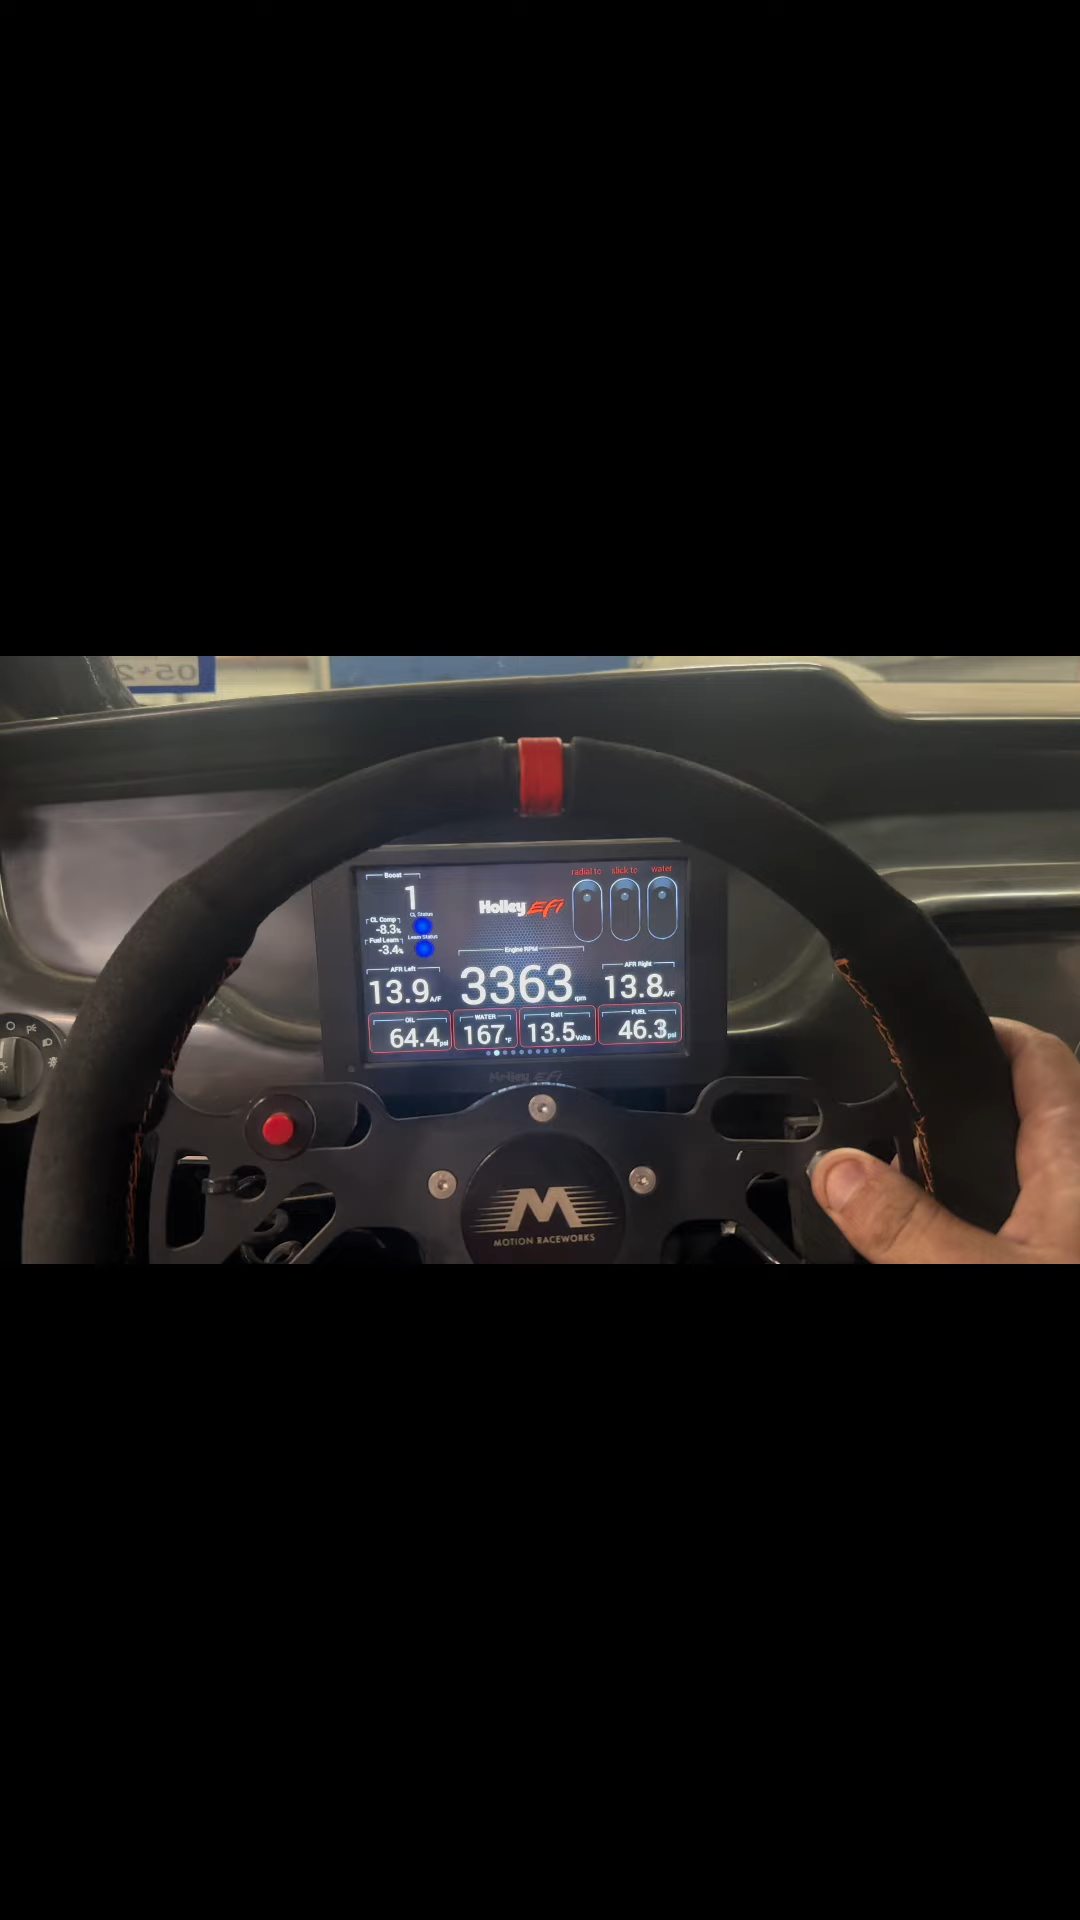 Boost
1
CL Status
CL Comp
-8.3%
Learn Status
Fuel Learn
-3.4%
Holley EFI
radial tc
slick tc
water
Engine RPM
3363 rpm
AFR Left
13.9 A/F
AFR Right
13.8 A/F
OIL
64.4 psi
WATER
167 °F
Batt
13.5 Volts
FUEL
46.3 psi
Holley EFI
M
MOTION RACEWORKS